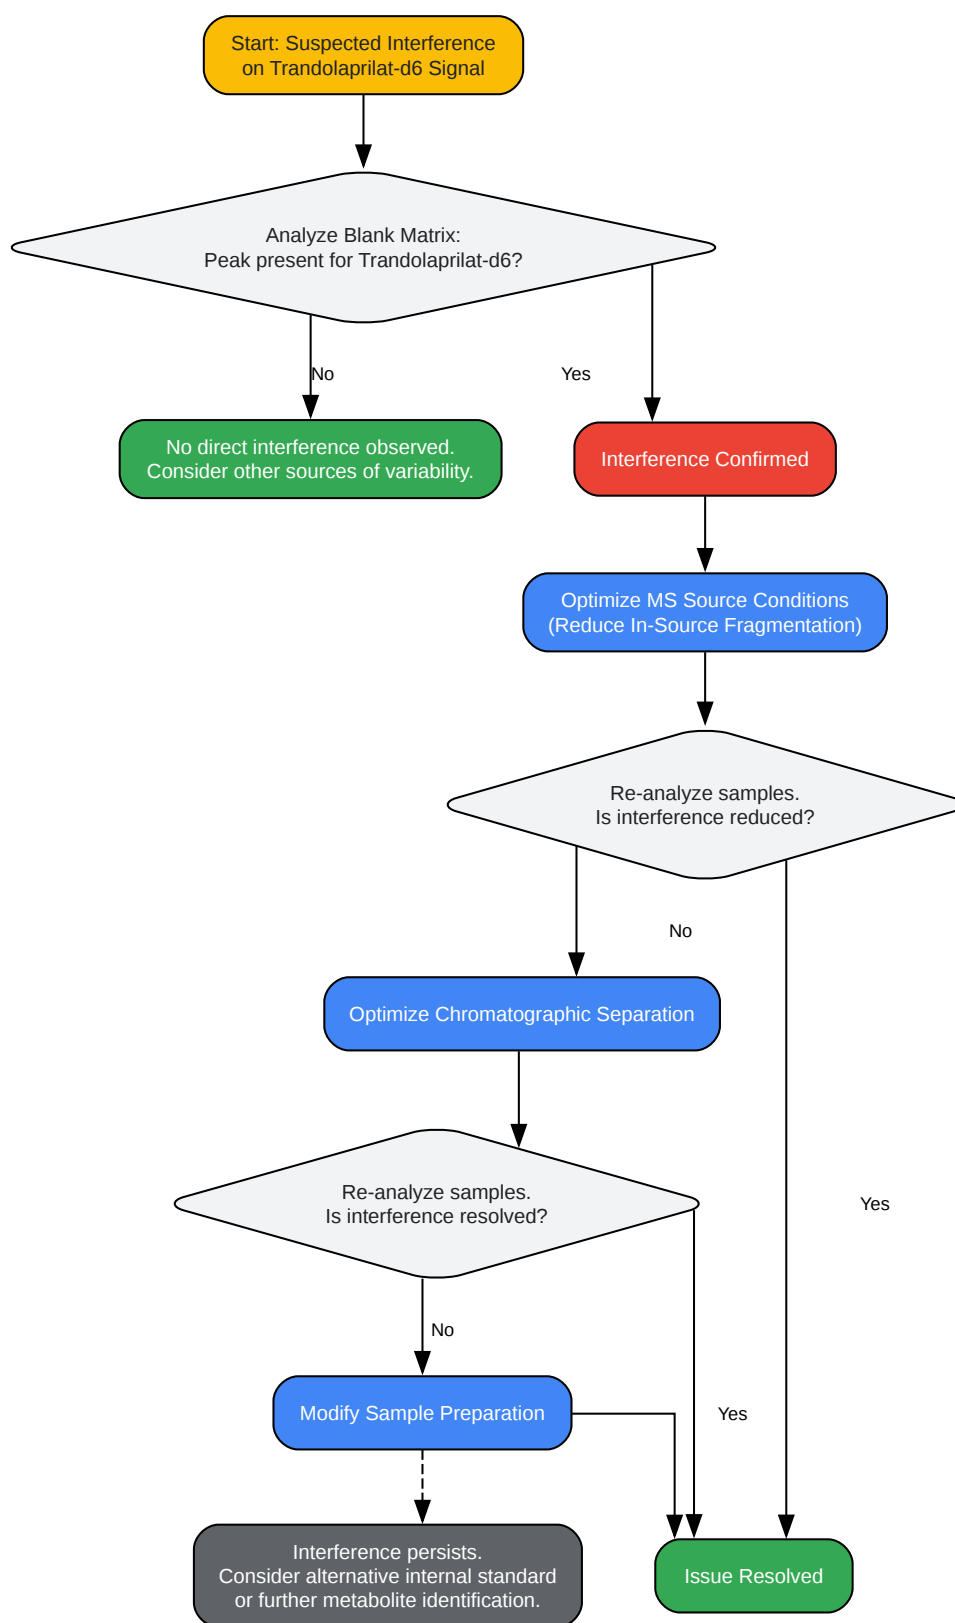 Start: Suspected Interference
on Trandolaprilat-d6 Signal
Analyze Blank Matrix:
Peak present for Trandolaprilat-d6?
No
Yes
No direct interference observed.
Consider other sources of variability.
Interference Confirmed
Optimize MS Source Conditions
(Reduce In-Source Fragmentation)
Re-analyze samples.
Is interference reduced?
No
Optimize Chromatographic Separation
Re-analyze samples.
Is interference resolved?
Yes
No
Modify Sample Preparation
Yes
Interference persists.
Consider alternative internal standard
or further metabolite identification.
Issue Resolved